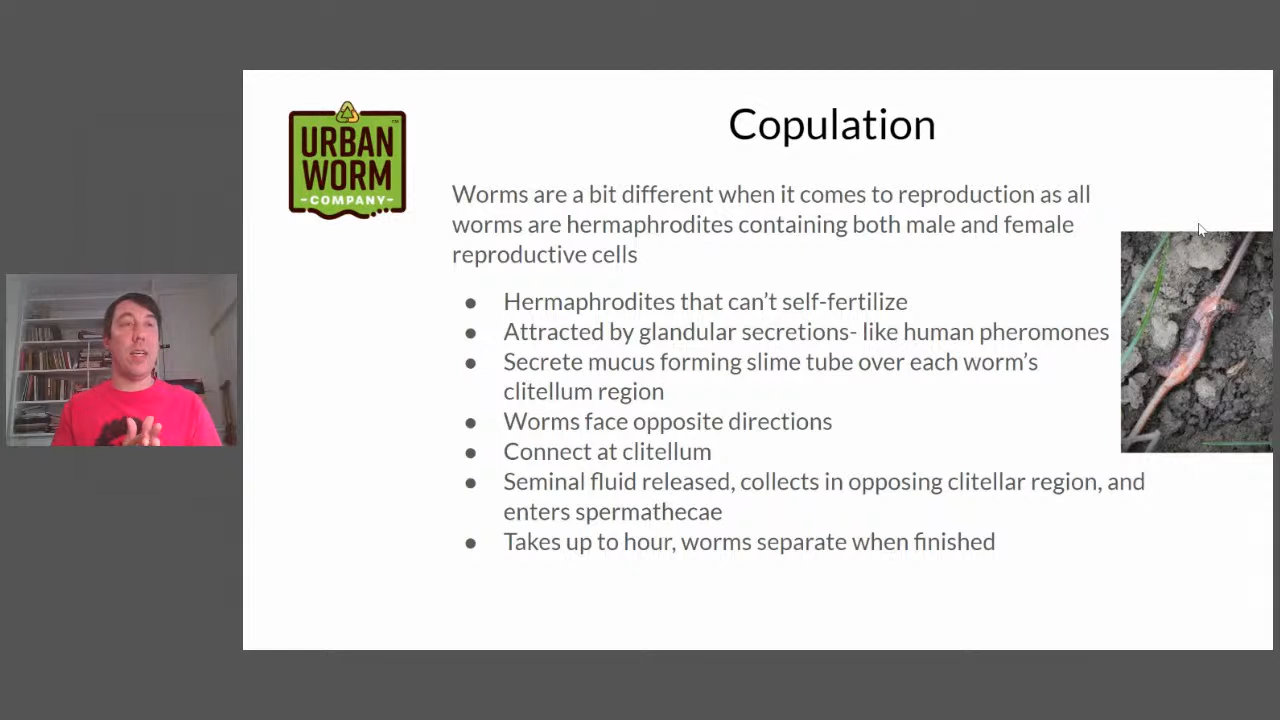 URBAN
WORM
-COMPANY-
TM
Copulation
Worms are a bit different when it comes to reproduction as all
worms are hermaphrodites containing both male and female
reproductive cells
● Hermaphrodites that can’t self-fertilize
● Attracted by glandular secretions- like human pheromones
● Secrete mucus forming slime tube over each worm’s
clitellum region
● Worms face opposite directions
● Connect at clitellum
● Seminal fluid released, collects in opposing clitellar region, and
enters spermathecae
● Takes up to hour, worms separate when finished